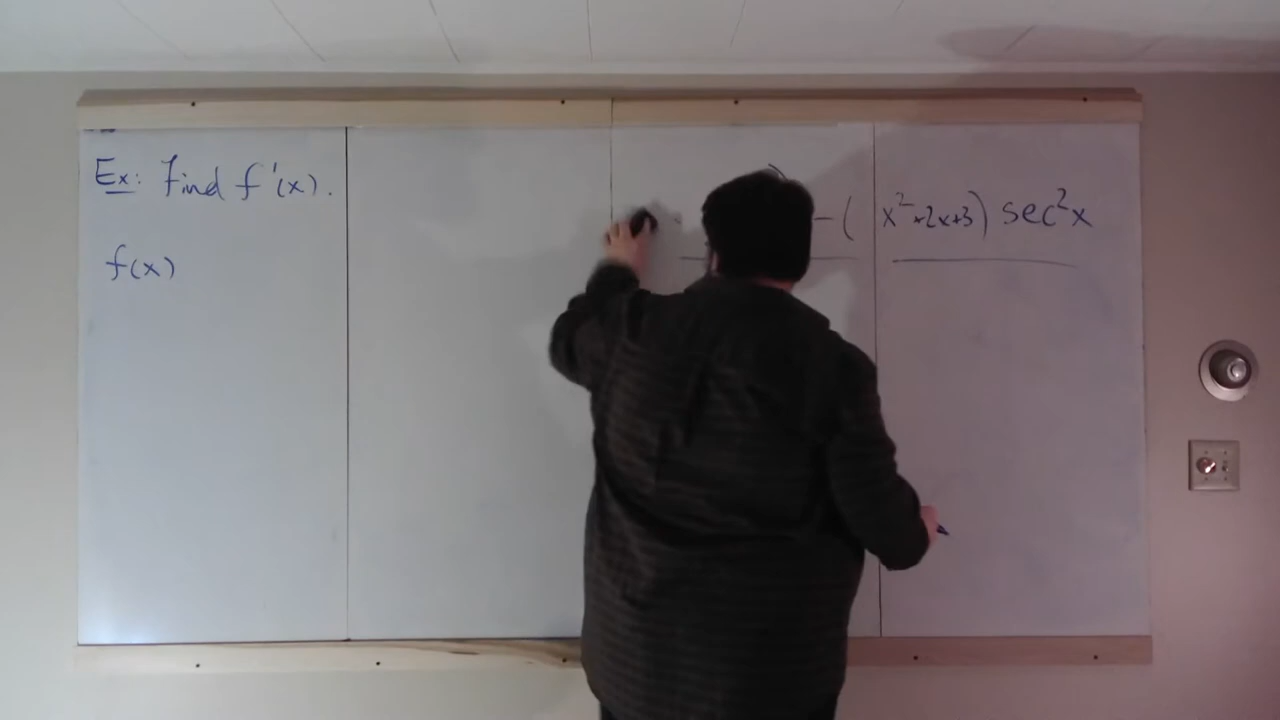 Ex: Find f'(x).
- (x²+2x+3) sec²x
f(x)